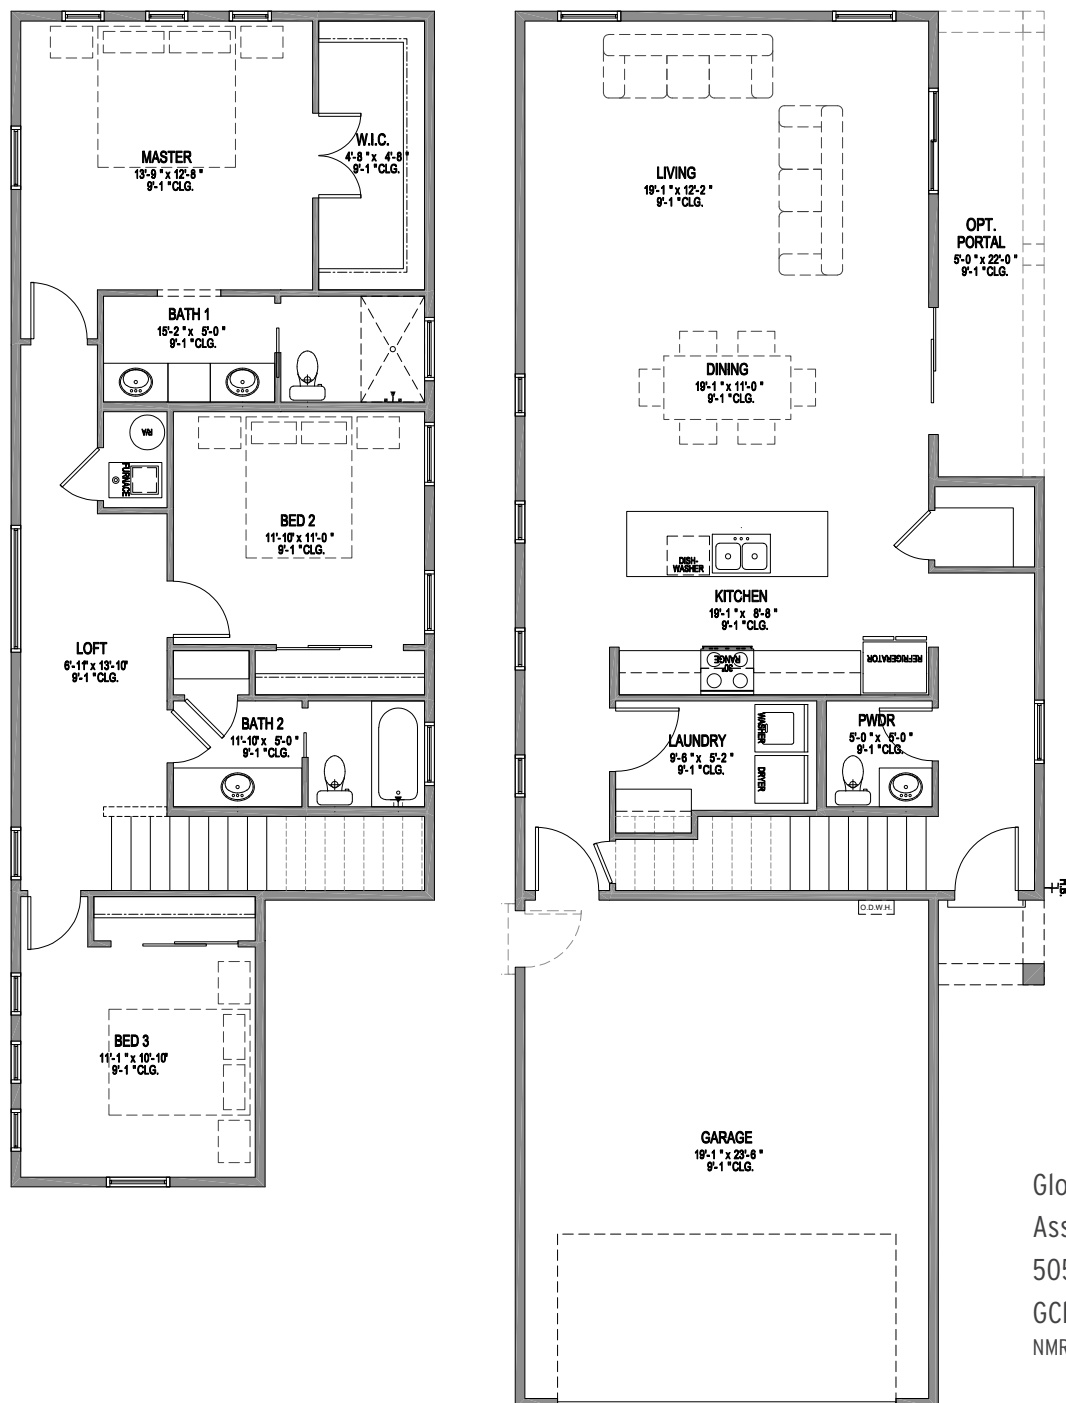 MASTER
13'-9 " x 12'-8 "
9'-1 "CLG.
W.I.C.
4'-8 " x 4'-8 "
9'-1 "CLG.
BATH 1
15'-2 " x 5'-0 "
9'-1 "CLG.
R/A
FURNACE
BED 2
11'-10" x 11'-0 "
9'-1 "CLG.
LOFT
6'-11" x 13'-10"
9'-1 "CLG.
BATH 2
11'-10" x 5'-0 "
9'-1 "CLG.
BED 3
11'-1 " x 10'-10"
9'-1 "CLG.
LIVING
19'-1 " x 12'-2 "
9'-1 "CLG.
OPT.
PORTAL
5'-0 " x 22'-0 "
9'-1 "CLG.
DINING
19'-1 " x 11'-0 "
9'-1 "CLG.
DISH-
WASHER
KITCHEN
19'-1 " x 8'-8 "
9'-1 "CLG.
30"
RANGE
REFRIGERATOR
LAUNDRY
9'-6 " x 5'-2 "
9'-1 "CLG.
WASHER
DRYER
PWDR
5'-0 " x 5'-0 "
9'-1 "CLG.
H.B.
O.D.W.H.
GARAGE
19'-1 " x 23'-6 "
9'-1 "CLG.
Glo
Ass
505
GCI
NMR